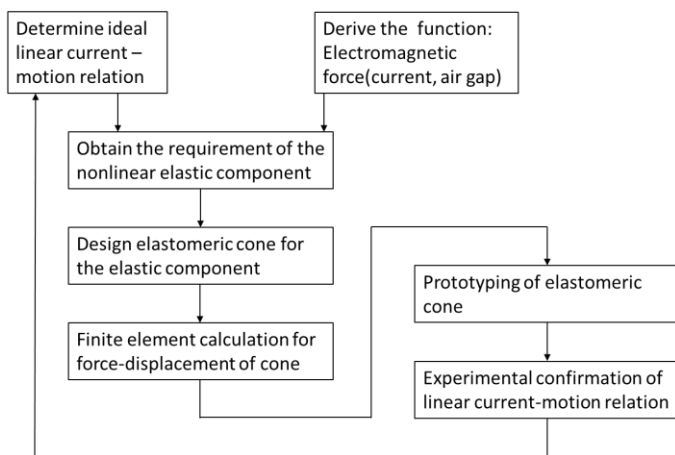 Determine ideal
linear current –
motion relation
Derive the function:
Electromagnetic
force(current, air gap)
Obtain the requirement of the
nonlinear elastic component
Design elastomeric cone for
the elastic component
Finite element calculation for
force-displacement of cone
Prototyping of elastomeric
cone
Experimental confirmation of
linear current-motion relation